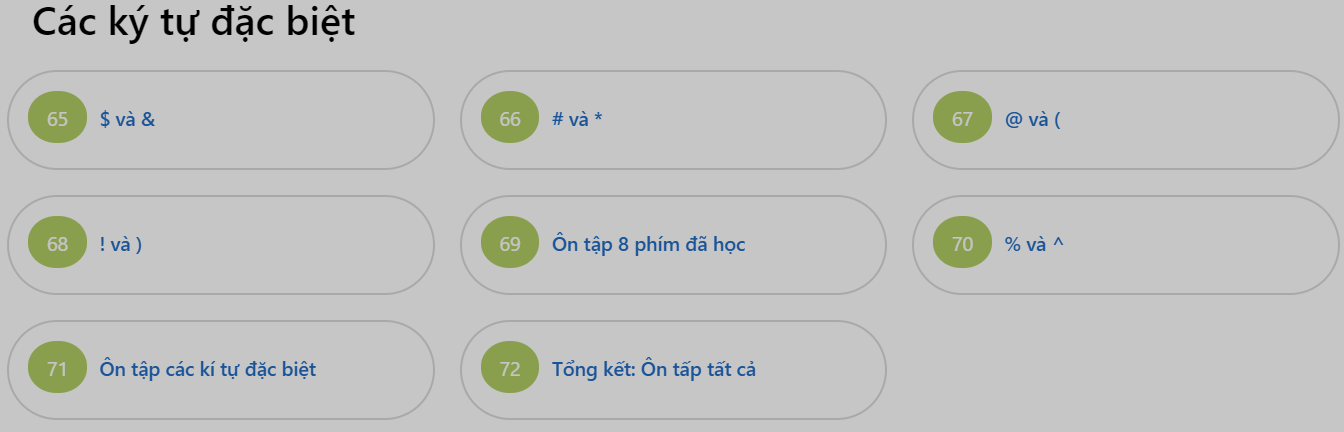 Các ký tự đặc biệt
65 $ và &
66 # và *
67 @ và (
68 ! và )
69 Ôn tập 8 phím đã học
70 % và ^
71 Ôn tập các kí tự đặc biệt
72 Tổng kết: Ôn tấp tất cả